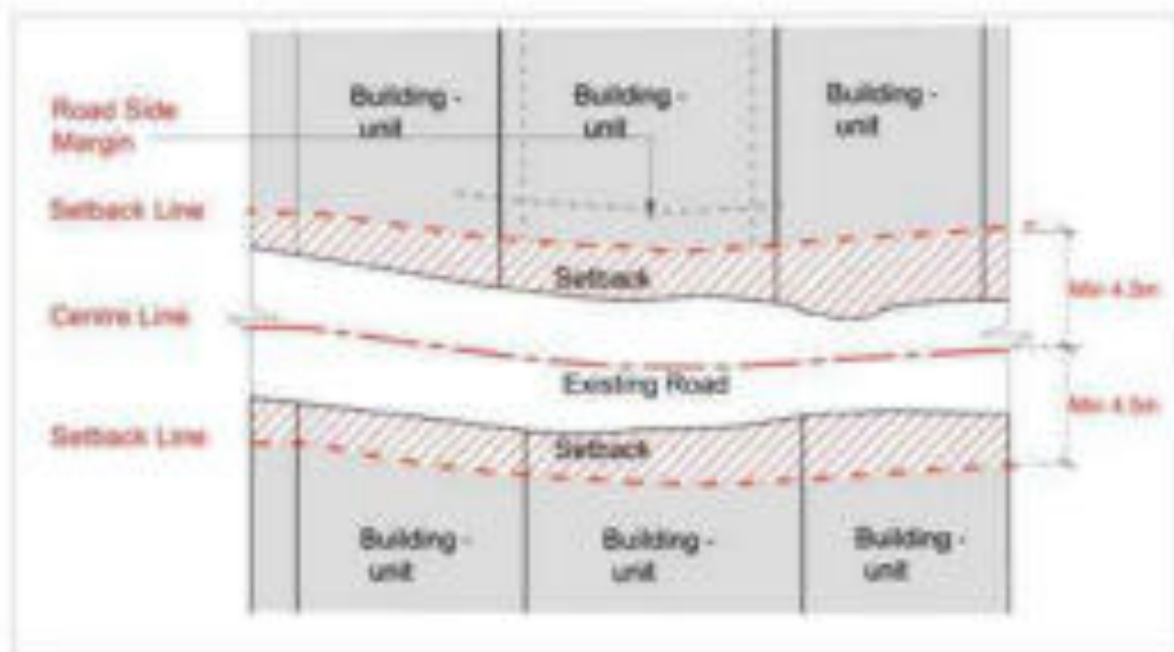 Building -
unit
Building -
unit
Building -
unit
Road Side
Margin
Setback Line
Setback
Centre Line
Existing Road
Setback Line
Setback
Building -
unit
Building -
unit
Building -
unit